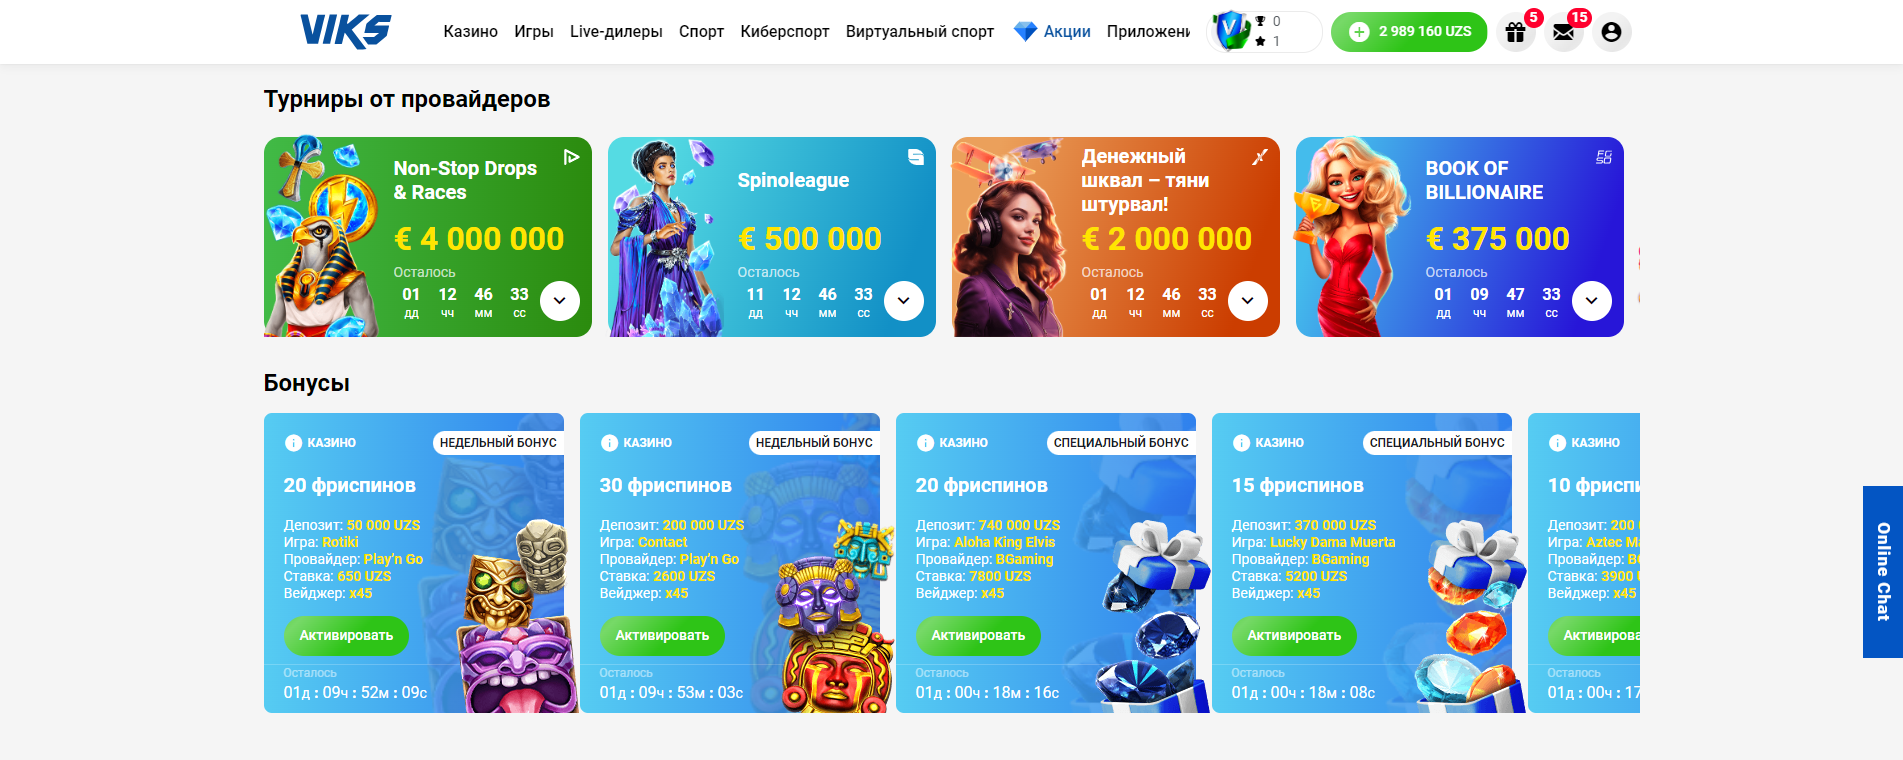 VIKS
Казино Игры Live-дилеры Спорт Киберспорт Виртуальный спорт Акции Приложени
V
0
1
2 989 160 UZS
5
15
Турниры от провайдеров
Non-Stop Drops
& Races
€ 4 000 000
Осталось
01 12 46 33
дд чч мм сс
Spinoleague
€ 500 000
Осталось
11 12 46 33
дд чч мм сс
Денежный
шквал – тяни
штурвал!
€ 2 000 000
Осталось
01 12 46 33
дд чч мм сс
BOOK OF
BILLIONAIRE
€ 375 000
Осталось
01 09 47 33
дд чч мм сс
Бонусы
КАЗИНО
НЕДЕЛЬНЫЙ БОНУС
20 фриспинов
Депозит: 50 000 UZS
Игра: Rotiki
Провайдер: Play'n Go
Ставка: 650 UZS
Вейджер: x45
Активировать
Осталось
01д : 09ч : 52м : 09с
КАЗИНО
НЕДЕЛЬНЫЙ БОНУС
30 фриспинов
Депозит: 200 000 UZS
Игра: Contact
Провайдер: Play'n Go
Ставка: 2600 UZS
Вейджер: x45
Активировать
Осталось
01д : 09ч : 53м : 03с
КАЗИНО
СПЕЦИАЛЬНЫЙ БОНУС
20 фриспинов
Депозит: 740 000 UZS
Игра: Aloha King Elvis
Провайдер: BGaming
Ставка: 7800 UZS
Вейджер: x45
Активировать
Осталось
01д : 00ч : 18м : 16с
КАЗИНО
СПЕЦИАЛЬНЫЙ БОНУС
15 фриспинов
Депозит: 370 000 UZS
Игра: Lucky Dama Muerta
Провайдер: BGaming
Ставка: 5200 UZS
Вейджер: x45
Активировать
Осталось
01д : 00ч : 18м : 08с
КАЗИНО
10 фриспи
Депозит: 200
Игра: Aztec Ma
Провайдер: B
Ставка: 3900
Вейджер: x45
Активирова
Осталось
01д : 00ч : 17
Online Chat